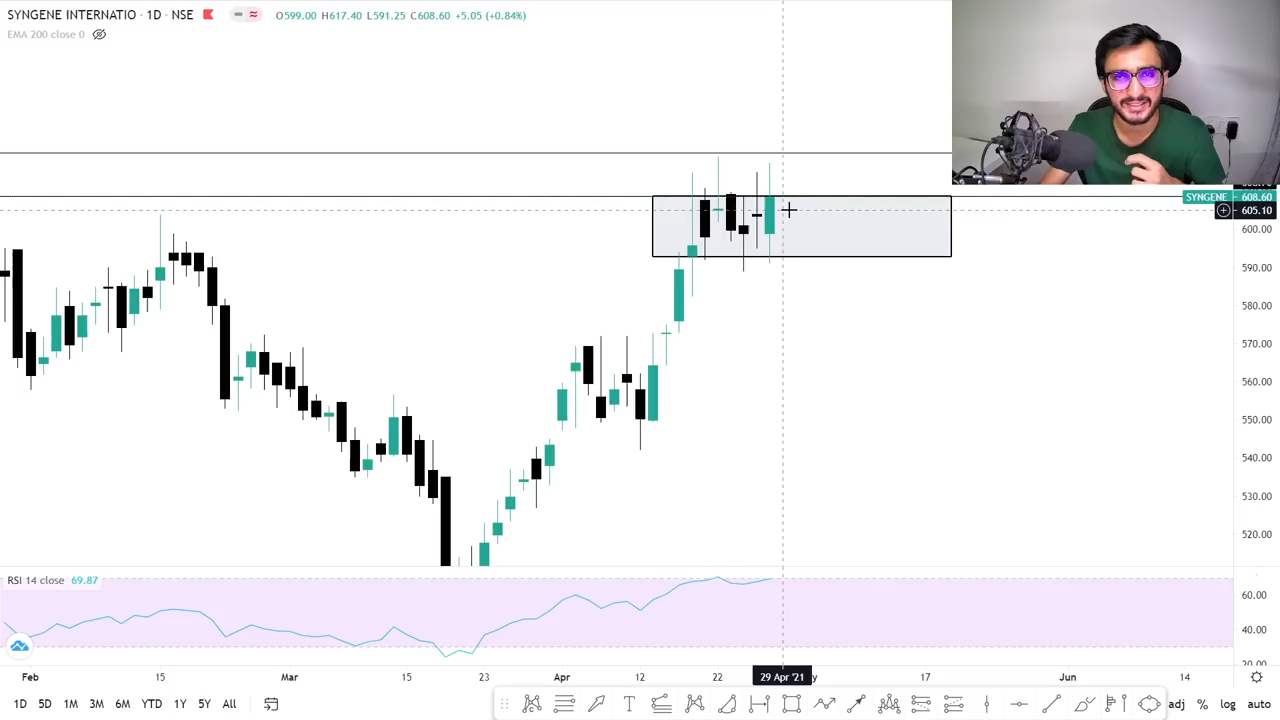 SYNGENE INTERNATIO · 1D · NSE O599.00 H617.40 L591.25 C608.60 +5.05 (+0.84%)
EMA 200 close 0
SYNGENE 608.60
605.10
600.00
590.00
580.00
570.00
560.00
550.00
540.00
530.00
520.00
RSI 14 close 69.87
60.00
40.00
20.00
Feb 15 Mar 15 23 Apr 12 22 29 Apr '21 17 Jun 14
1D 5D 1M 3M 6M YTD 1Y 5Y All adj % log auto